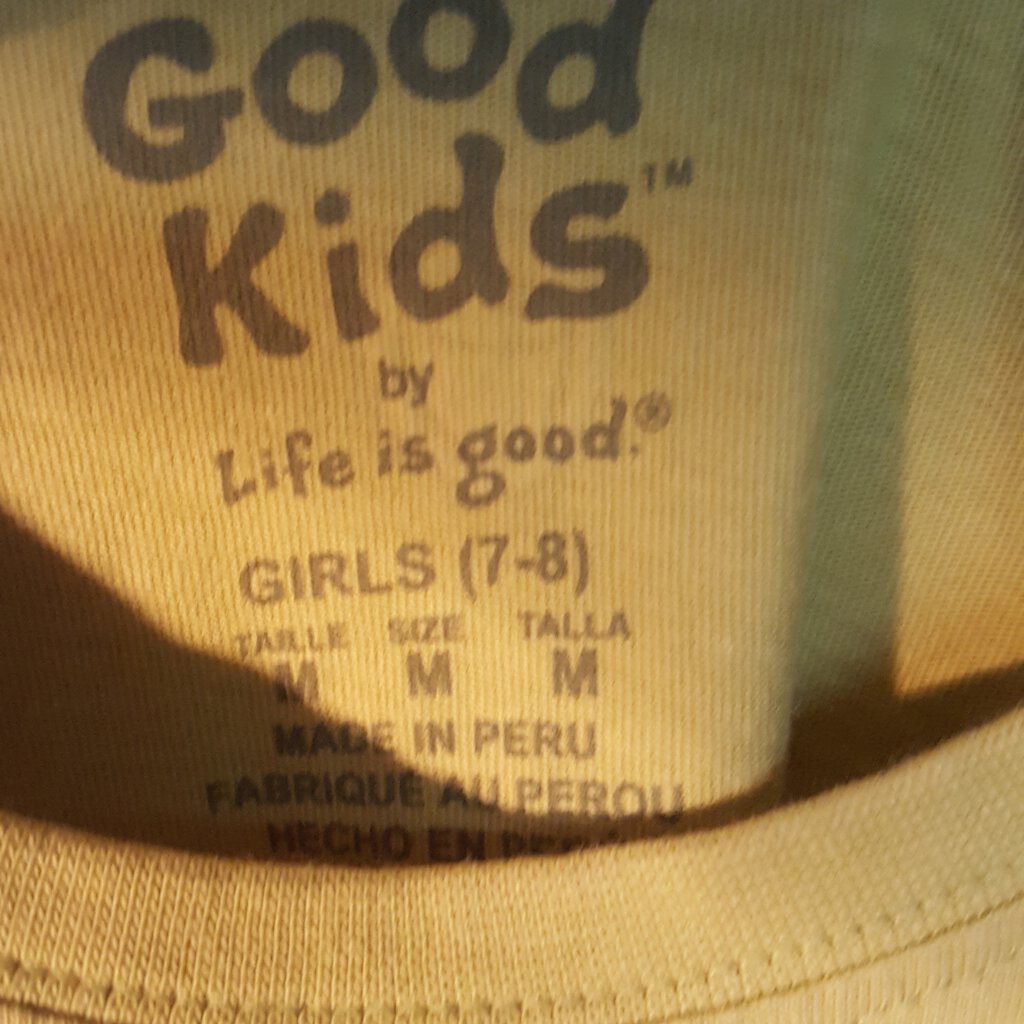 Good
Kids™
by
Life is good.®
GIRLS (7-8)
TAILLE SIZE TALLA
M M M
MADE IN PERU
FABRIQUÉ AU PEROU
HECHO EN